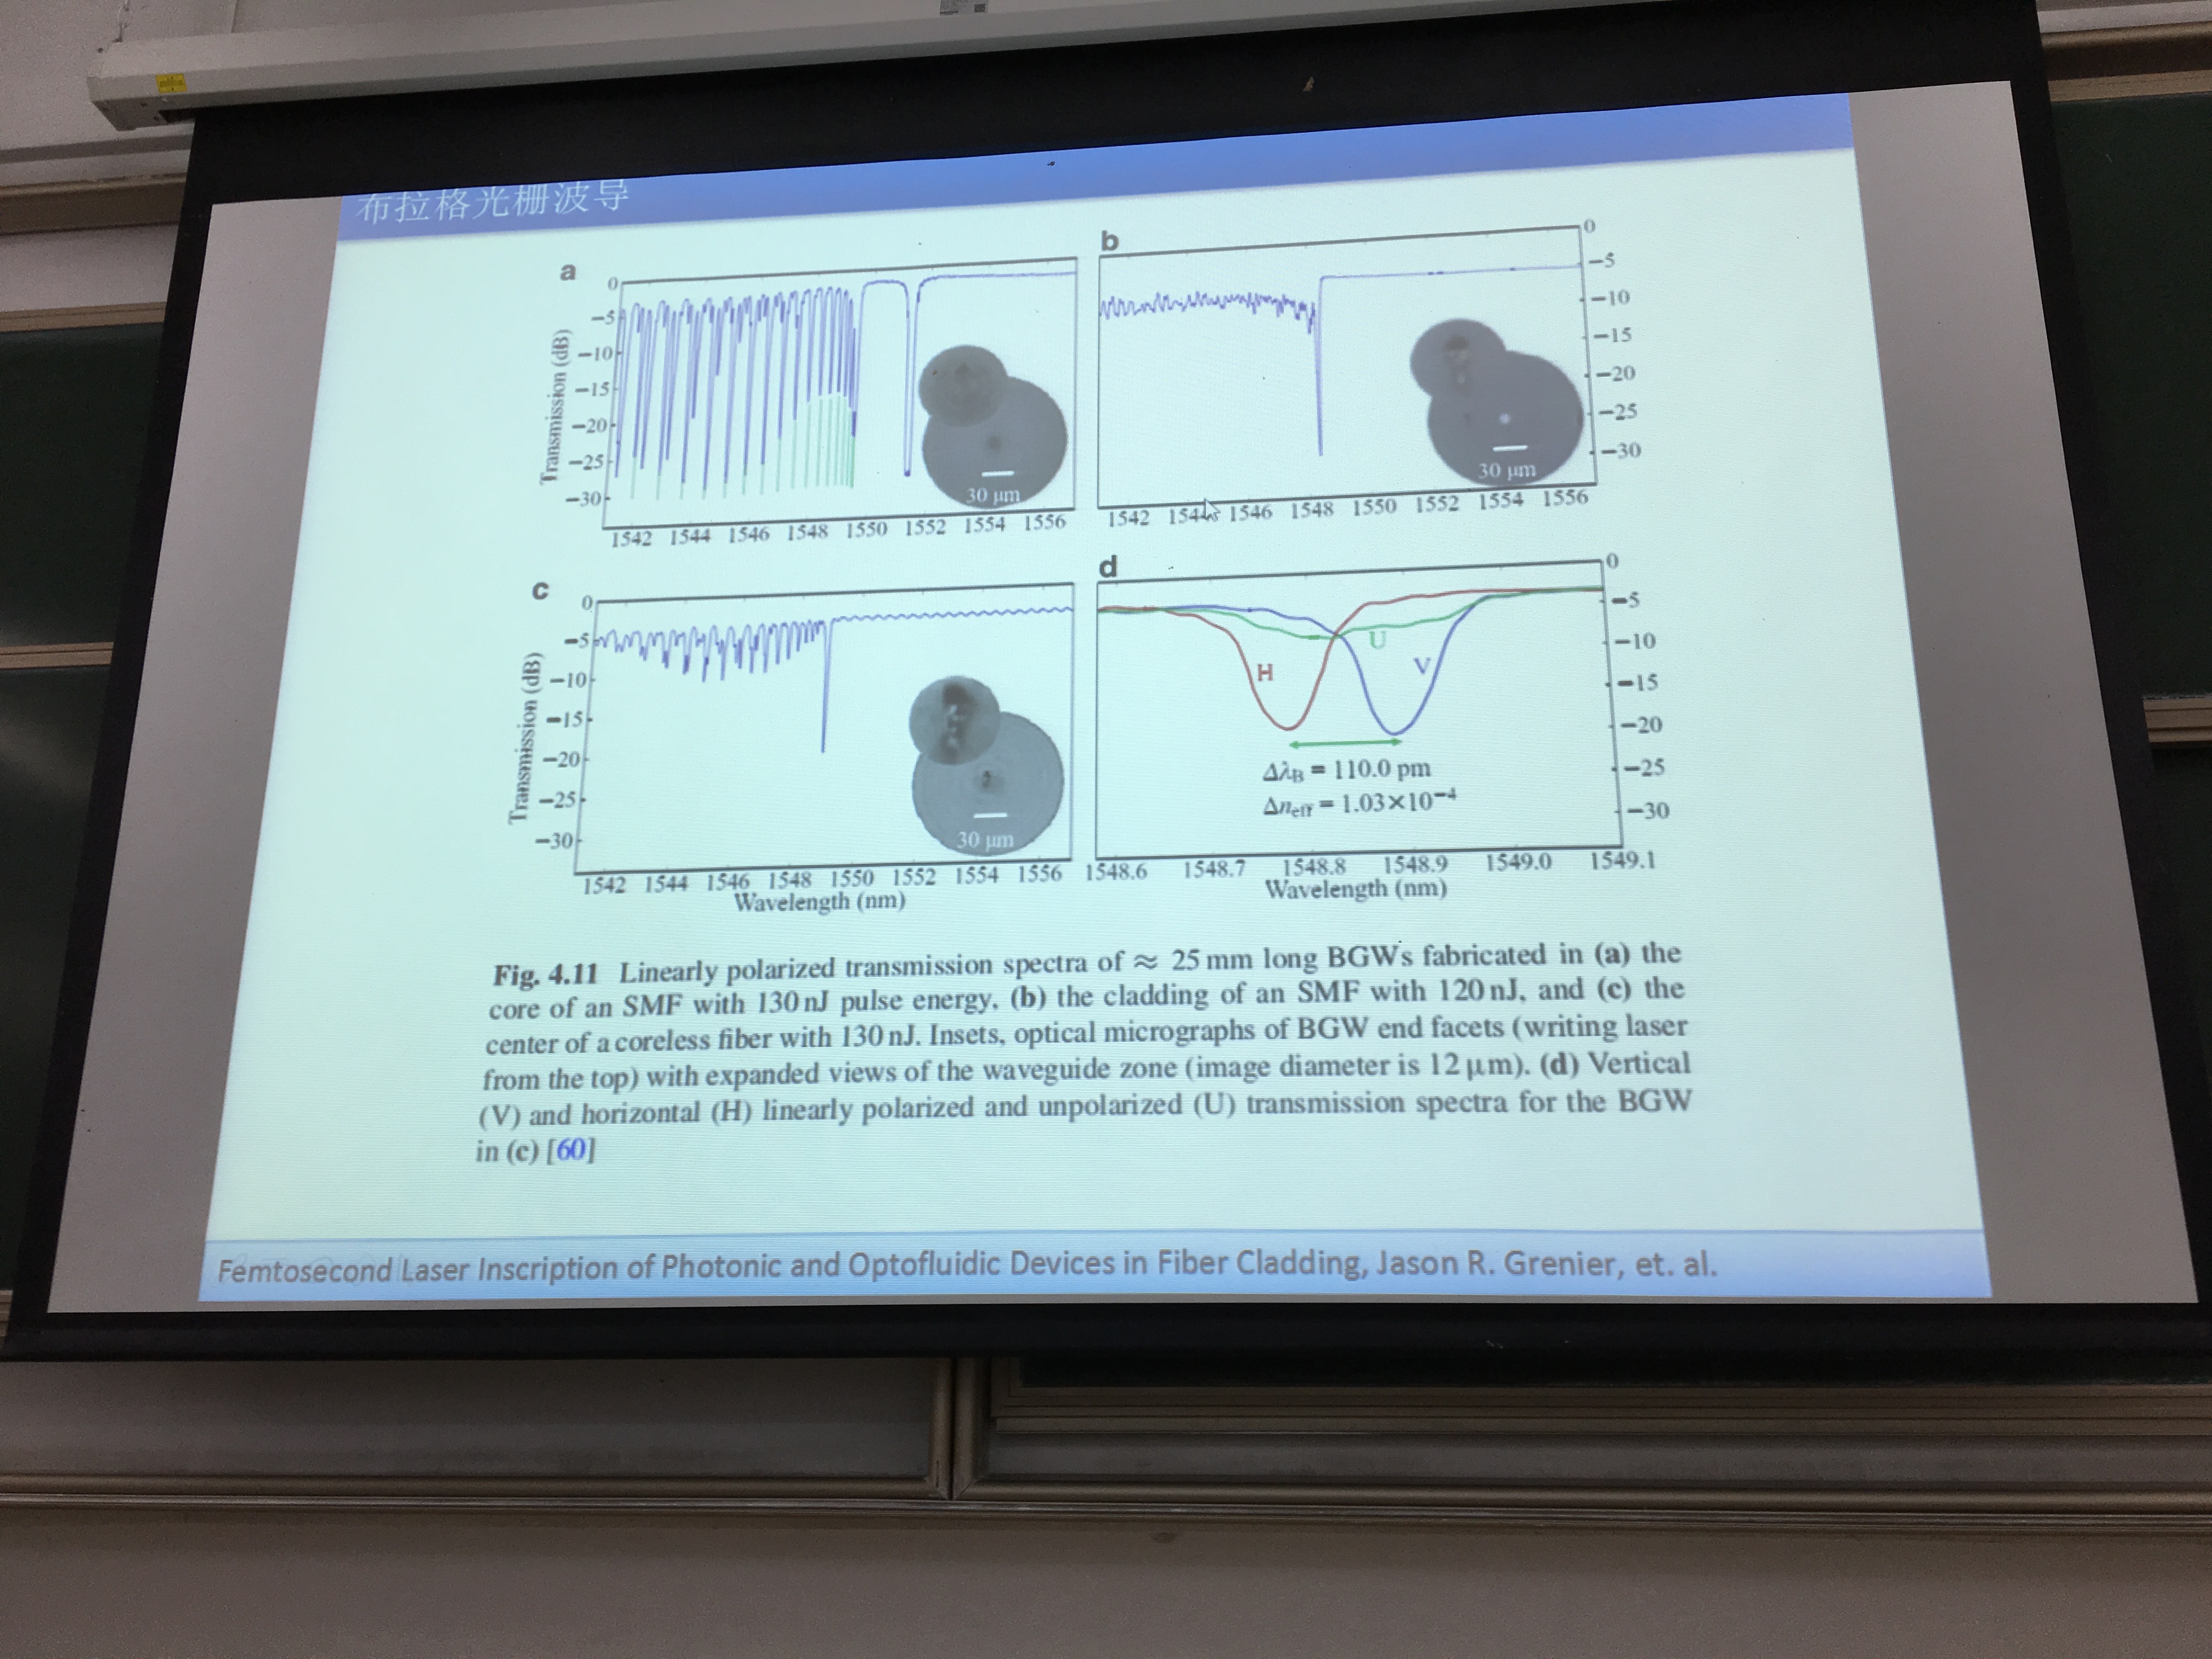 布拉格光栅波导
a
Transmission (dB)
0
−5
−10
−15
−20
−25
−30
30 μm
1542 1544 1546 1548 1550 1552 1554 1556
b
0
−5
−10
−15
−20
−25
−30
30 μm
1542 1544 1546 1548 1550 1552 1554 1556
c
Transmission (dB)
0
−5
−10
−15
−20
−25
−30
30 μm
1542 1544 1546 1548 1550 1552 1554 1556
Wavelength (nm)
d
0
−5
−10
−15
−20
−25
−30
H
U
V
ΔλB = 110.0 pm
Δneff = 1.03×10−4
1548.6 1548.7 1548.8 1548.9 1549.0 1549.1
Wavelength (nm)
Fig. 4.11 Linearly polarized transmission spectra of ≈ 25 mm long BGWs fabricated in (a) the
core of an SMF with 130 nJ pulse energy, (b) the cladding of an SMF with 120 nJ, and (c) the
center of a coreless fiber with 130 nJ. Insets, optical micrographs of BGW end facets (writing laser
from the top) with expanded views of the waveguide zone (image diameter is 12 μm). (d) Vertical
(V) and horizontal (H) linearly polarized and unpolarized (U) transmission spectra for the BGW
in (c) [60]
Femtosecond Laser Inscription of Photonic and Optofluidic Devices in Fiber Cladding, Jason R. Grenier, et. al.